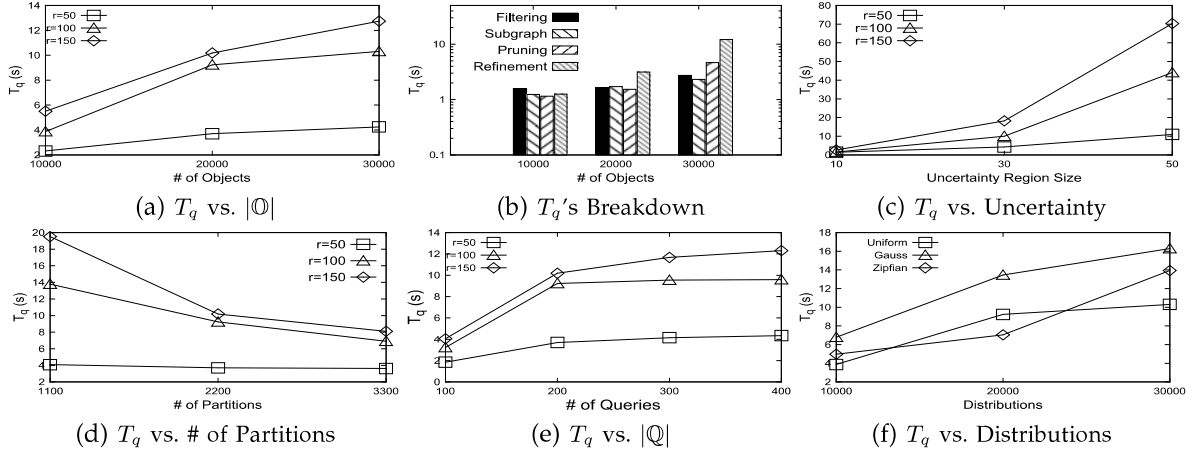 14
12
10
8
6
4
2
r=50
r=100
r=150
T_q (s)
10000 20000 30000
# of Objects
(a) T_q vs. |𝕆|
10
1
0.1
Filtering
Subgraph
Pruning
Refinement
T_q (s)
10000 20000 30000
# of Objects
(b) T_q's Breakdown
80
70
60
50
40
30
20
10
0
r=50
r=100
r=150
T_q (s)
10 30 50
Uncertainty Region Size
(c) T_q vs. Uncertainty
20
18
16
14
12
10
8
6
4
2
r=50
r=100
r=150
T_q (s)
1100 2200 3300
# of Partitions
(d) T_q vs. # of Partitions
14
12
10
8
6
4
2
0
r=50
r=100
r=150
T_q (s)
100 200 300 400
# of Queries
(e) T_q vs. |ℚ|
18
16
14
12
10
8
6
4
2
Uniform
Gauss
Zipfian
T_q (s)
10000 20000 30000
Distributions
(f) T_q vs. Distributions